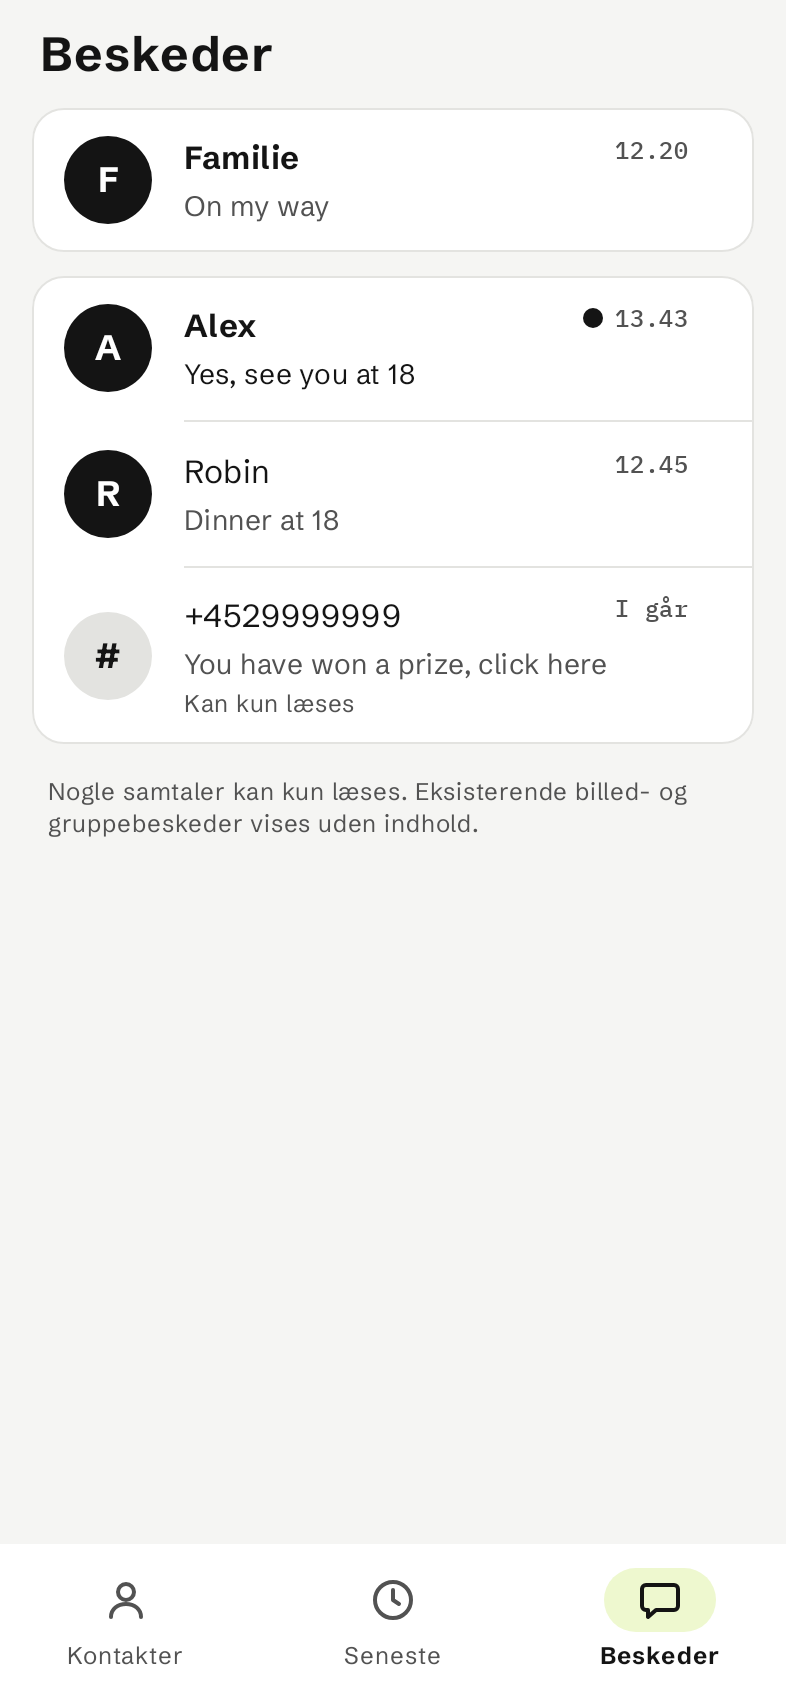 Beskeder
F
Familie
12.20
On my way
A
Alex
13.43
Yes, see you at 18
R
Robin
12.45
Dinner at 18
#
+4529999999
I går
You have won a prize, click here
Kan kun læses
Nogle samtaler kan kun læses. Eksisterende billed- og
gruppebeskeder vises uden indhold.
Kontakter
Seneste
Beskeder